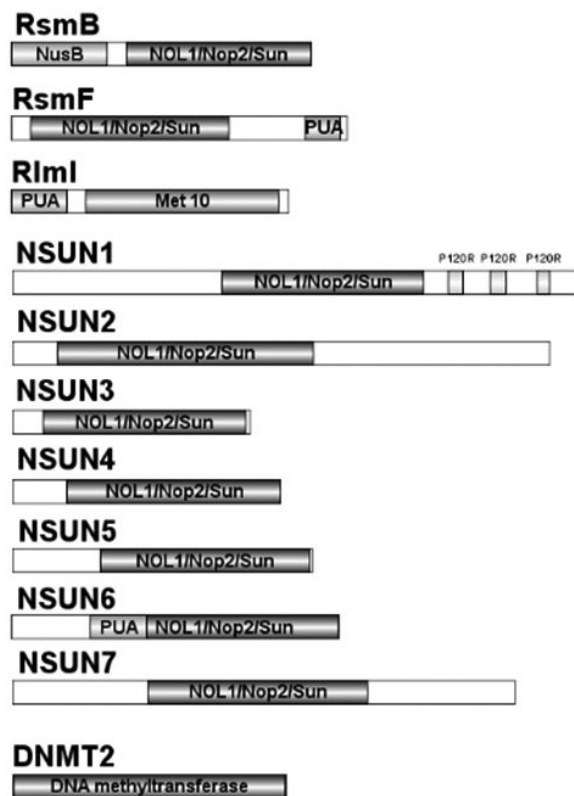 RsmB
NusB NOL1/Nop2/Sun
RsmF
NOL1/Nop2/Sun PUA
RlmI
PUA Met 10
NSUN1
P120R P120R P120R
NOL1/Nop2/Sun
NSUN2
NOL1/Nop2/Sun
NSUN3
NOL1/Nop2/Sun
NSUN4
NOL1/Nop2/Sun
NSUN5
NOL1/Nop2/Sun
NSUN6
PUA NOL1/Nop2/Sun
NSUN7
NOL1/Nop2/Sun
DNMT2
DNA methyltransferase